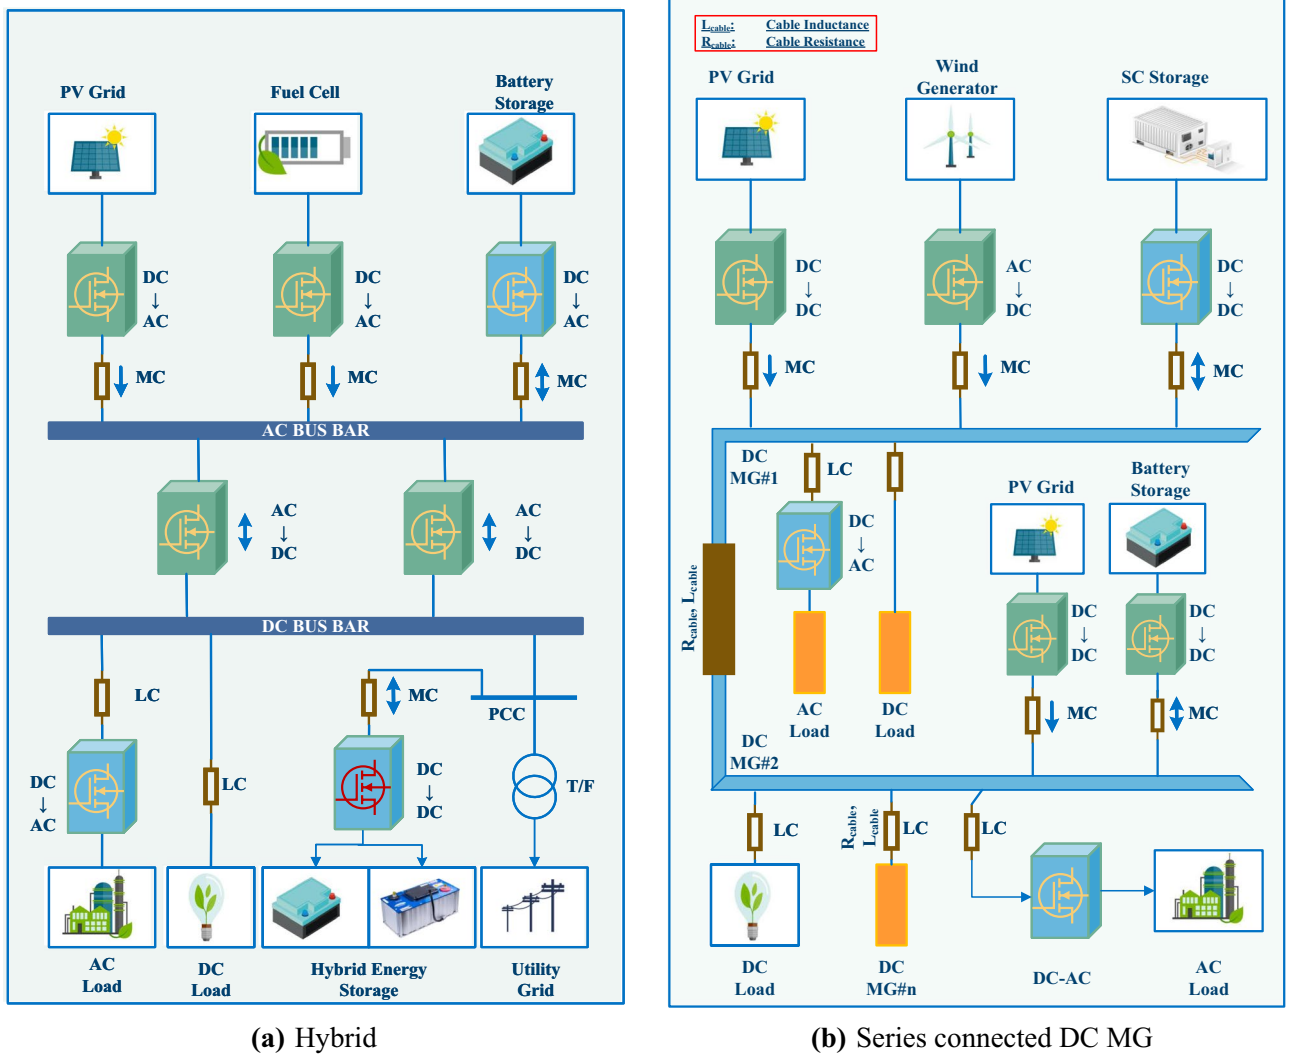 PV Grid
Fuel Cell
Battery
Storage
DC
↓
AC
DC
↓
AC
DC
↓
AC
MC
MC
MC
AC BUS BAR
AC
↓
DC
AC
↓
DC
DC BUS BAR
LC
MC
PCC
DC
↓
AC
LC
DC
↓
DC
T/F
AC
Load
DC
Load
Hybrid Energy
Storage
Utility
Grid
(a) Hybrid
Lcable: Cable Inductance
Rcable: Cable Resistance
PV Grid
Wind
Generator
SC Storage
DC
↓
DC
AC
↓
DC
DC
↓
DC
MC
MC
MC
DC
MG#1
LC
DC
↓
AC
PV Grid
Battery
Storage
Rcable, Lcable
DC
↓
DC
DC
↓
DC
AC
Load
DC
Load
MC
MC
DC
MG#2
LC
Rcable,
Lcable
LC
LC
DC
Load
DC
MG#n
DC-AC
AC
Load
(b) Series connected DC MG